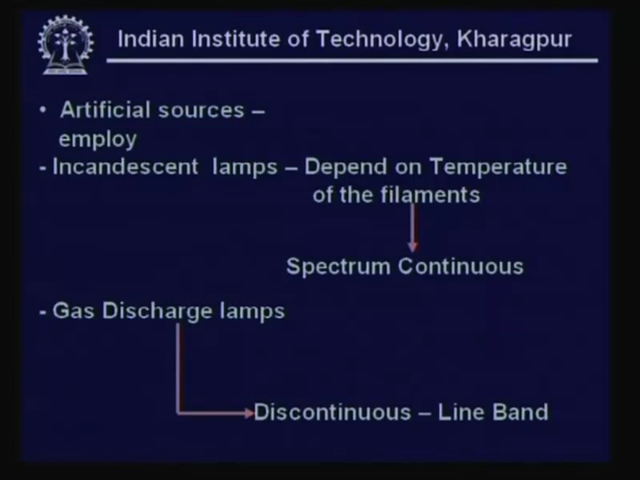 Indian Institute of Technology, Kharagpur
• Artificial sources –
employ
- Incandescent lamps – Depend on Temperature
of the filaments
Spectrum Continuous
- Gas Discharge lamps
Discontinuous – Line Band